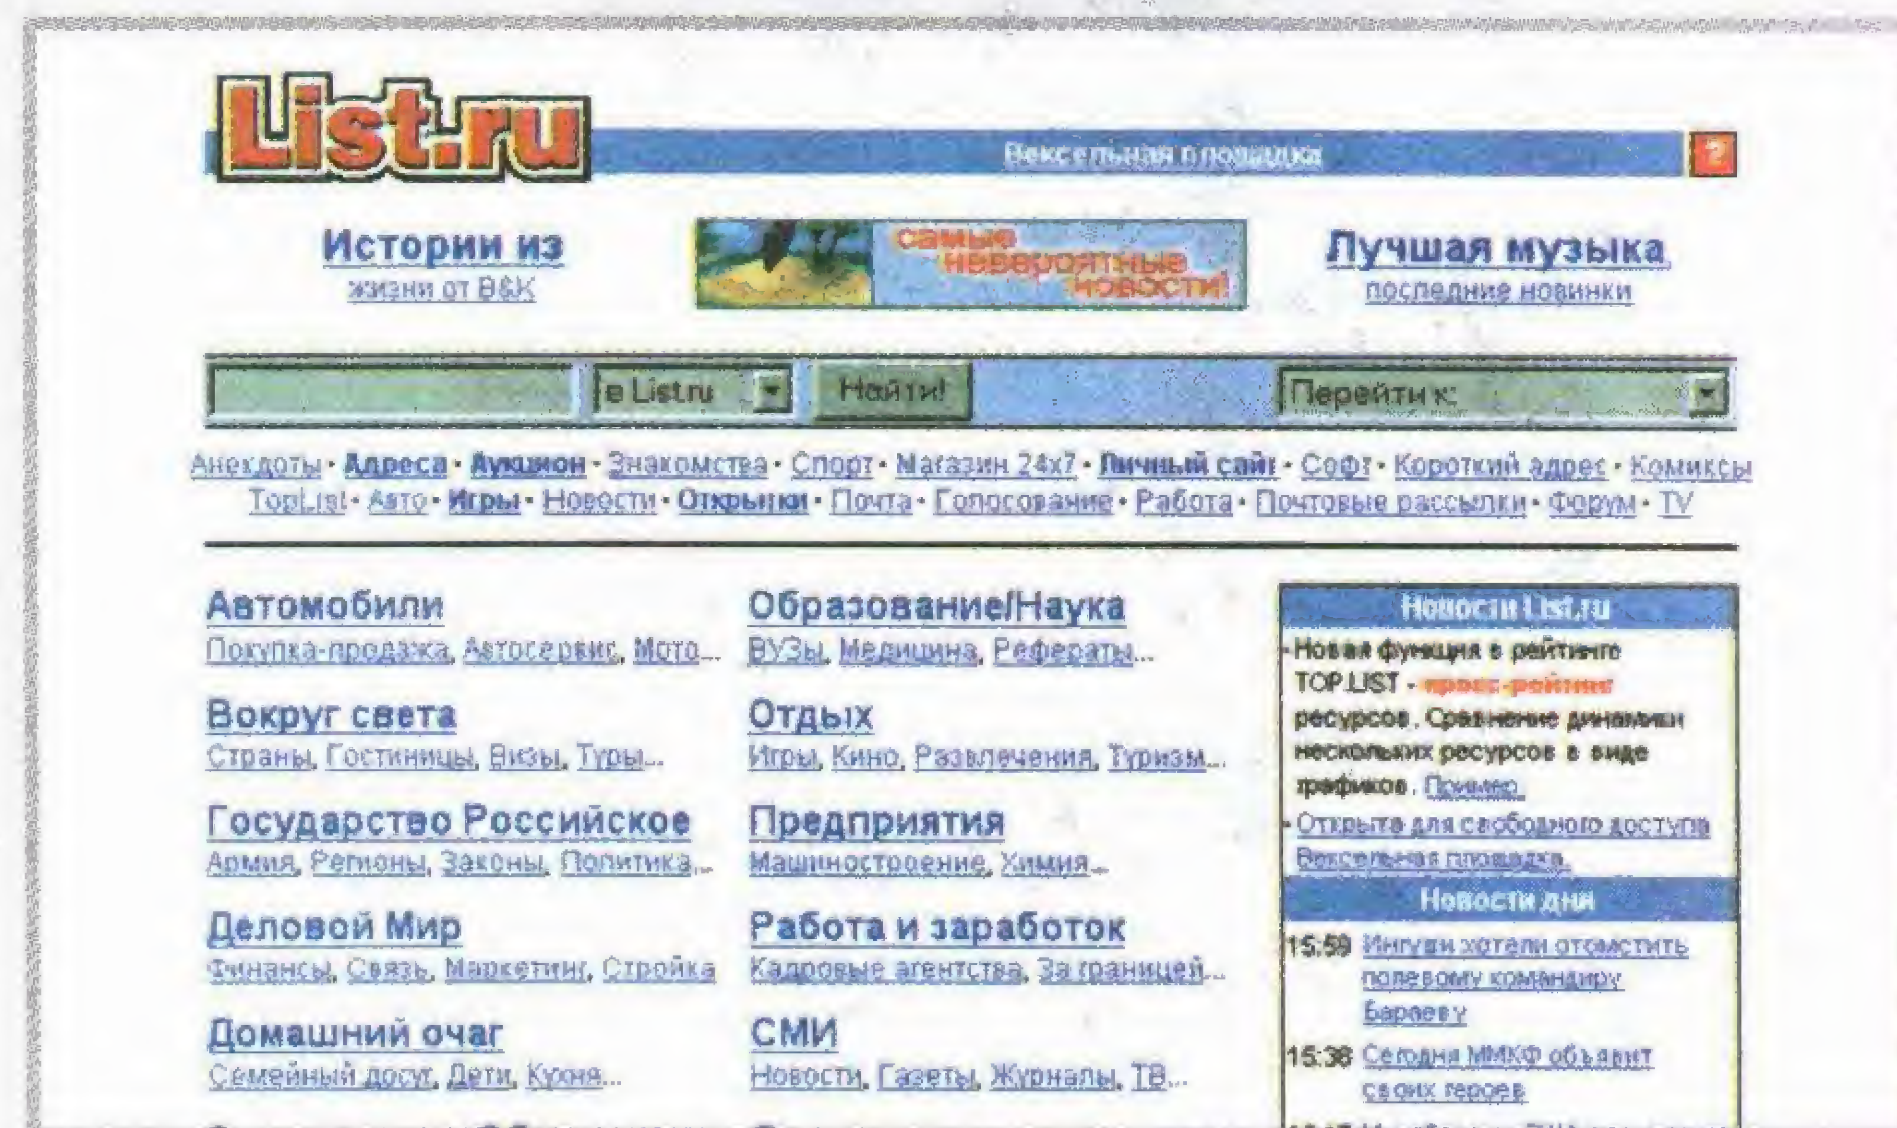 List.ru
Вексельная площадка
?
Истории из
жизни от В&К
самые
невероятные
новости!
Лучшая музыка
последние новинки
в List.ru
Найти!
Перейти к:
Анекдоты · Адреса · Аукцион · Знакомства · Спорт · Магазин 24х7 · Личный сайт · Софт · Короткий адрес · Комиксы
TopList · Авто · Игры · Новости · Открытки · Почта · Голосование · Работа · Почтовые рассылки · Форум · TV
Автомобили
Покупка-продажа, Автосервис, Мото...
Вокруг света
Страны, Гостиницы, Визы, Туры...
Государство Российское
Армия, Регионы, Законы, Политика...
Деловой Мир
Финансы, Связь, Маркетинг, Стройка
Домашний очаг
Семейный досуг, Дети, Кухня...
Образование/Наука
ВУЗы, Медицина, Рефераты...
Отдых
Игры, Кино, Развлечения, Туризм...
Предприятия
Машиностроение, Химия...
Работа и заработок
Кадровые агентства, За границей...
СМИ
Новости, Газеты, Журналы, ТВ...
Новости List.ru
Новая функция в рейтинге
TOP.LIST - кросс-рейтинг
ресурсов. Сравнение динамики
нескольких ресурсов в виде
графиков. Пример.
Открыта для свободного доступа
Вексельная площадка.
Новости дня
15:59 Ингуши хотели отомстить
полевому командиру
Бараеву
15:38 Сегодня ММКФ объявит
своих героев